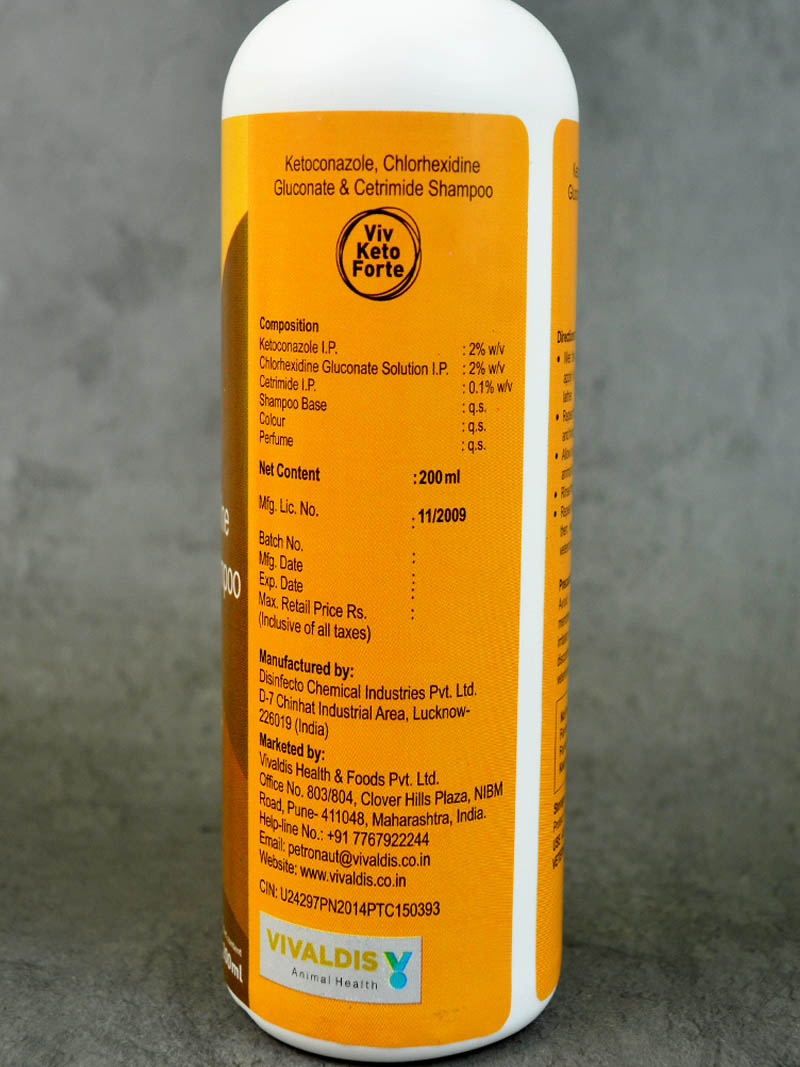 Ketoconazole, Chlorhexidine
Gluconate & Cetrimide Shampoo
Viv
Keto
Forte
Composition
Ketoconazole I.P. : 2% w/v
Chlorhexidine Gluconate Solution I.P. : 2% w/v
Cetrimide I.P. : 0.1% w/v
Shampoo Base : q.s.
Colour : q.s.
Perfume : q.s.
Net Content : 200 ml
Mfg. Lic. No. : 11/2009
Batch No. :
Mfg. Date :
Exp. Date :
Max. Retail Price Rs. :
(Inclusive of all taxes)
Manufactured by:
Disinfecto Chemical Industries Pvt. Ltd.
D-7 Chinhat Industrial Area, Lucknow-
226019 (India)
Marketed by:
Vivaldis Health & Foods Pvt. Ltd.
Office No. 803/804, Clover Hills Plaza, NIBM
Road, Pune- 411048, Maharashtra, India.
Help-line No.: +91 7767922244
Email: petronaut@vivaldis.co.in
Website: www.vivaldis.co.in
CIN: U24297PN2014PTC150393
VIVALDIS
Animal Health